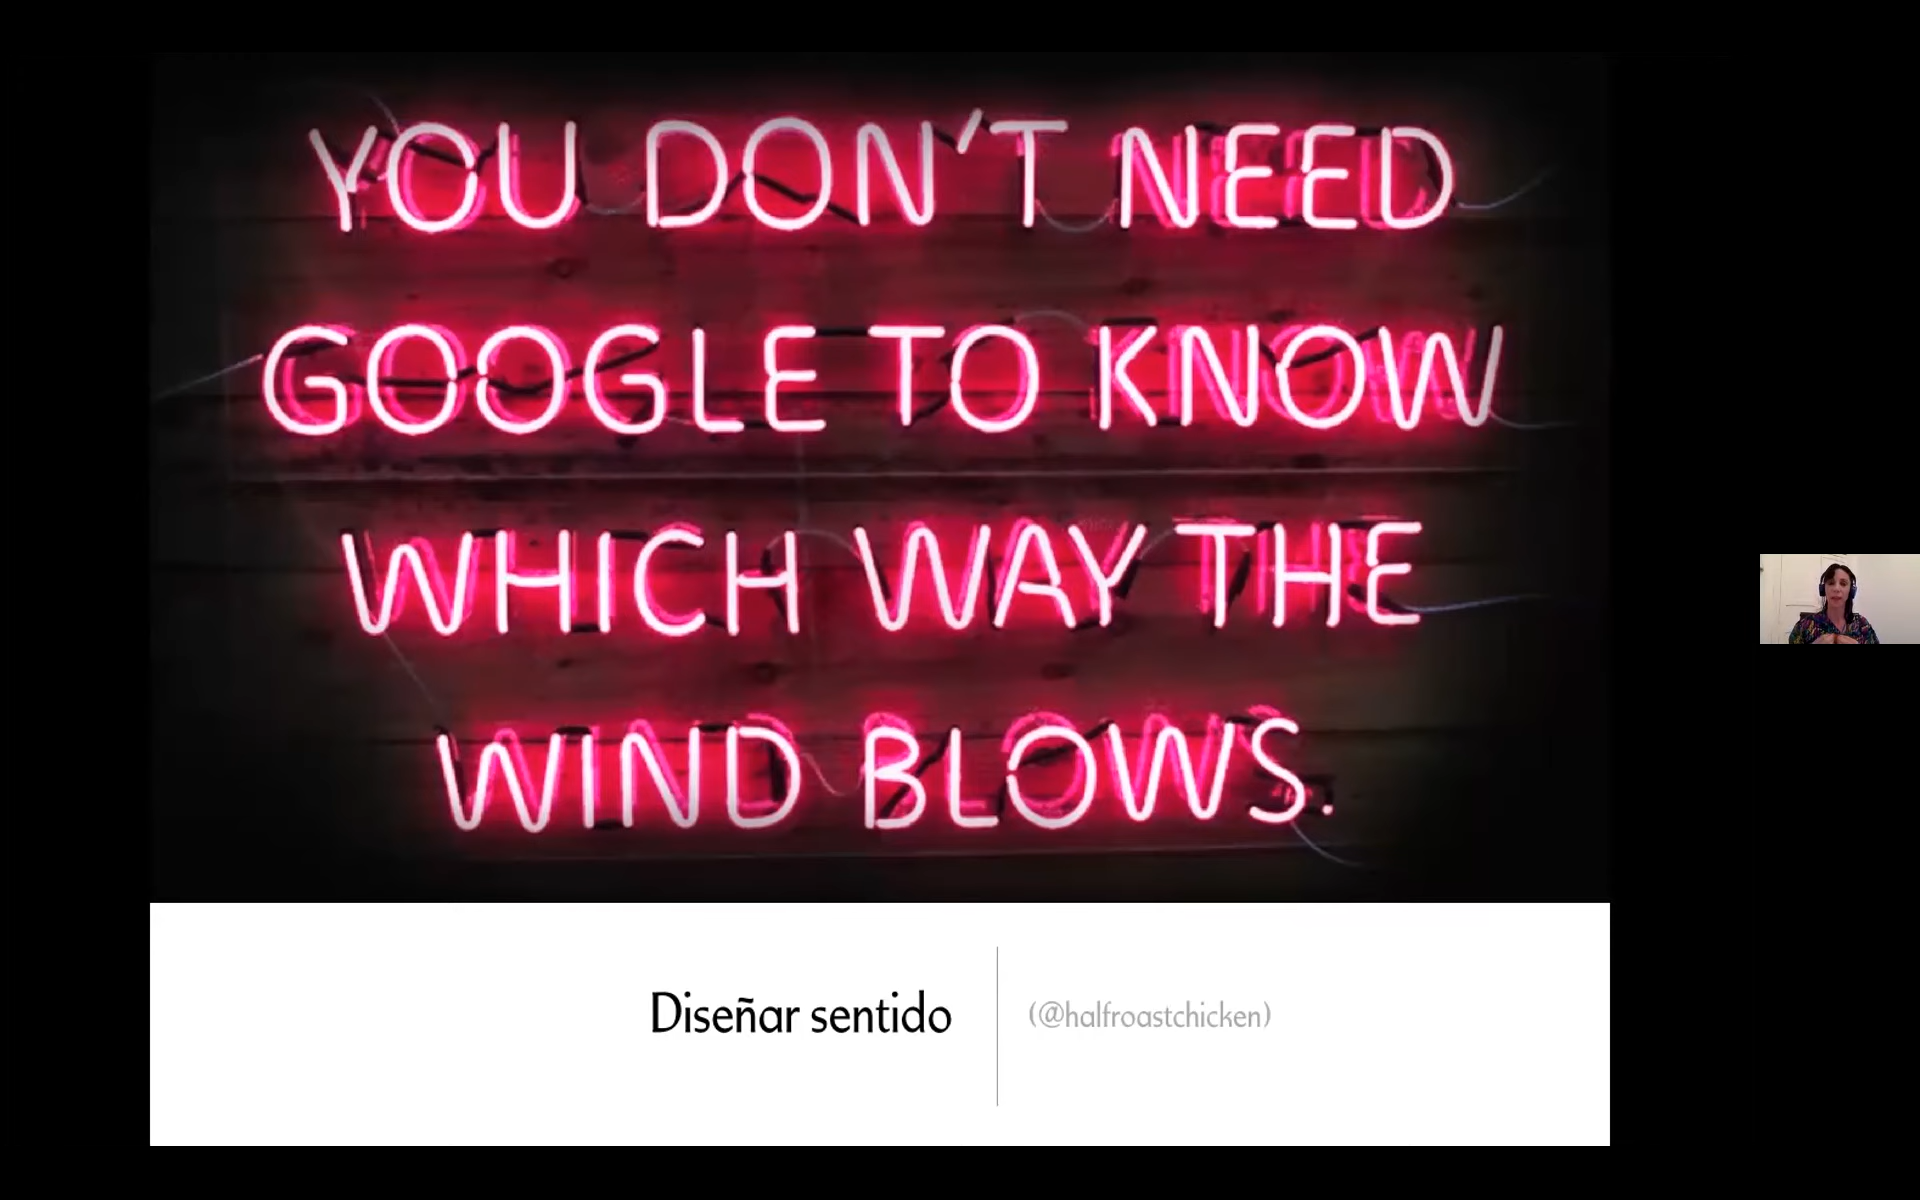 YOU DON'T NEED
GOOGLE TO KNOW
WHICH WAY THE
WIND BLOWS.
Diseñar sentido
(@halfroastchicken)